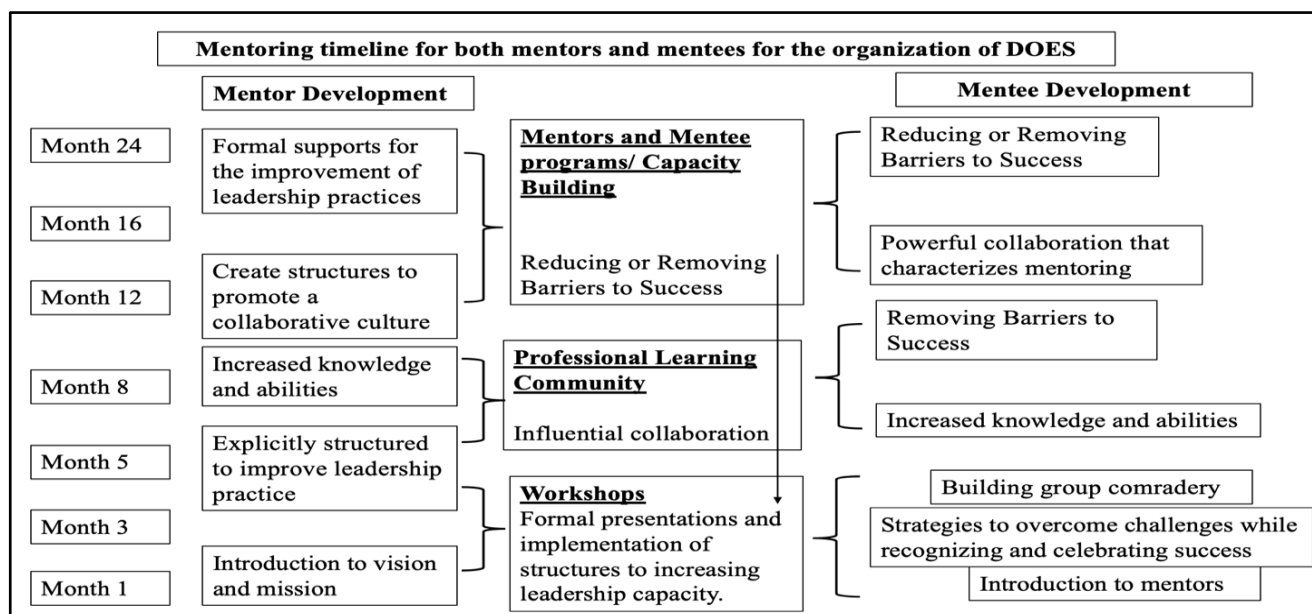 Mentoring timeline for both mentors and mentees for the organization of DOES
Mentor Development
Mentee Development
Month 24
Month 16
Month 12
Month 8
Month 5
Month 3
Month 1
Formal supports for
the improvement of
leadership practices
Create structures to
promote a
collaborative culture
Increased knowledge
and abilities
Explicitly structured
to improve leadership
practice
Introduction to vision
and mission
Mentors and Mentee
programs/ Capacity
Building
Reducing or Removing
Barriers to Success
Professional Learning
Community
Influential collaboration
Workshops
Formal presentations and
implementation of
structures to increasing
leadership capacity.
Reducing or Removing
Barriers to Success
Powerful collaboration that
characterizes mentoring
Removing Barriers to
Success
Increased knowledge and abilities
Building group comradery
Strategies to overcome challenges while
recognizing and celebrating success
Introduction to mentors